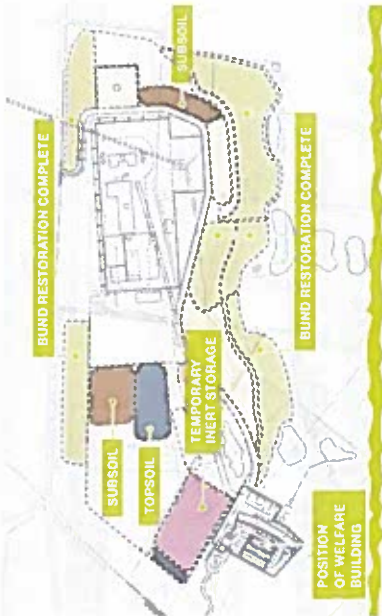 BUND RESTORATION COMPLETE
SUBSOIL
SUBSOIL
TOPSOIL
TEMPORARY
INERT STORAGE
BUND RESTORATION COMPLETE
POSITION
OF WELFARE
BUILDING